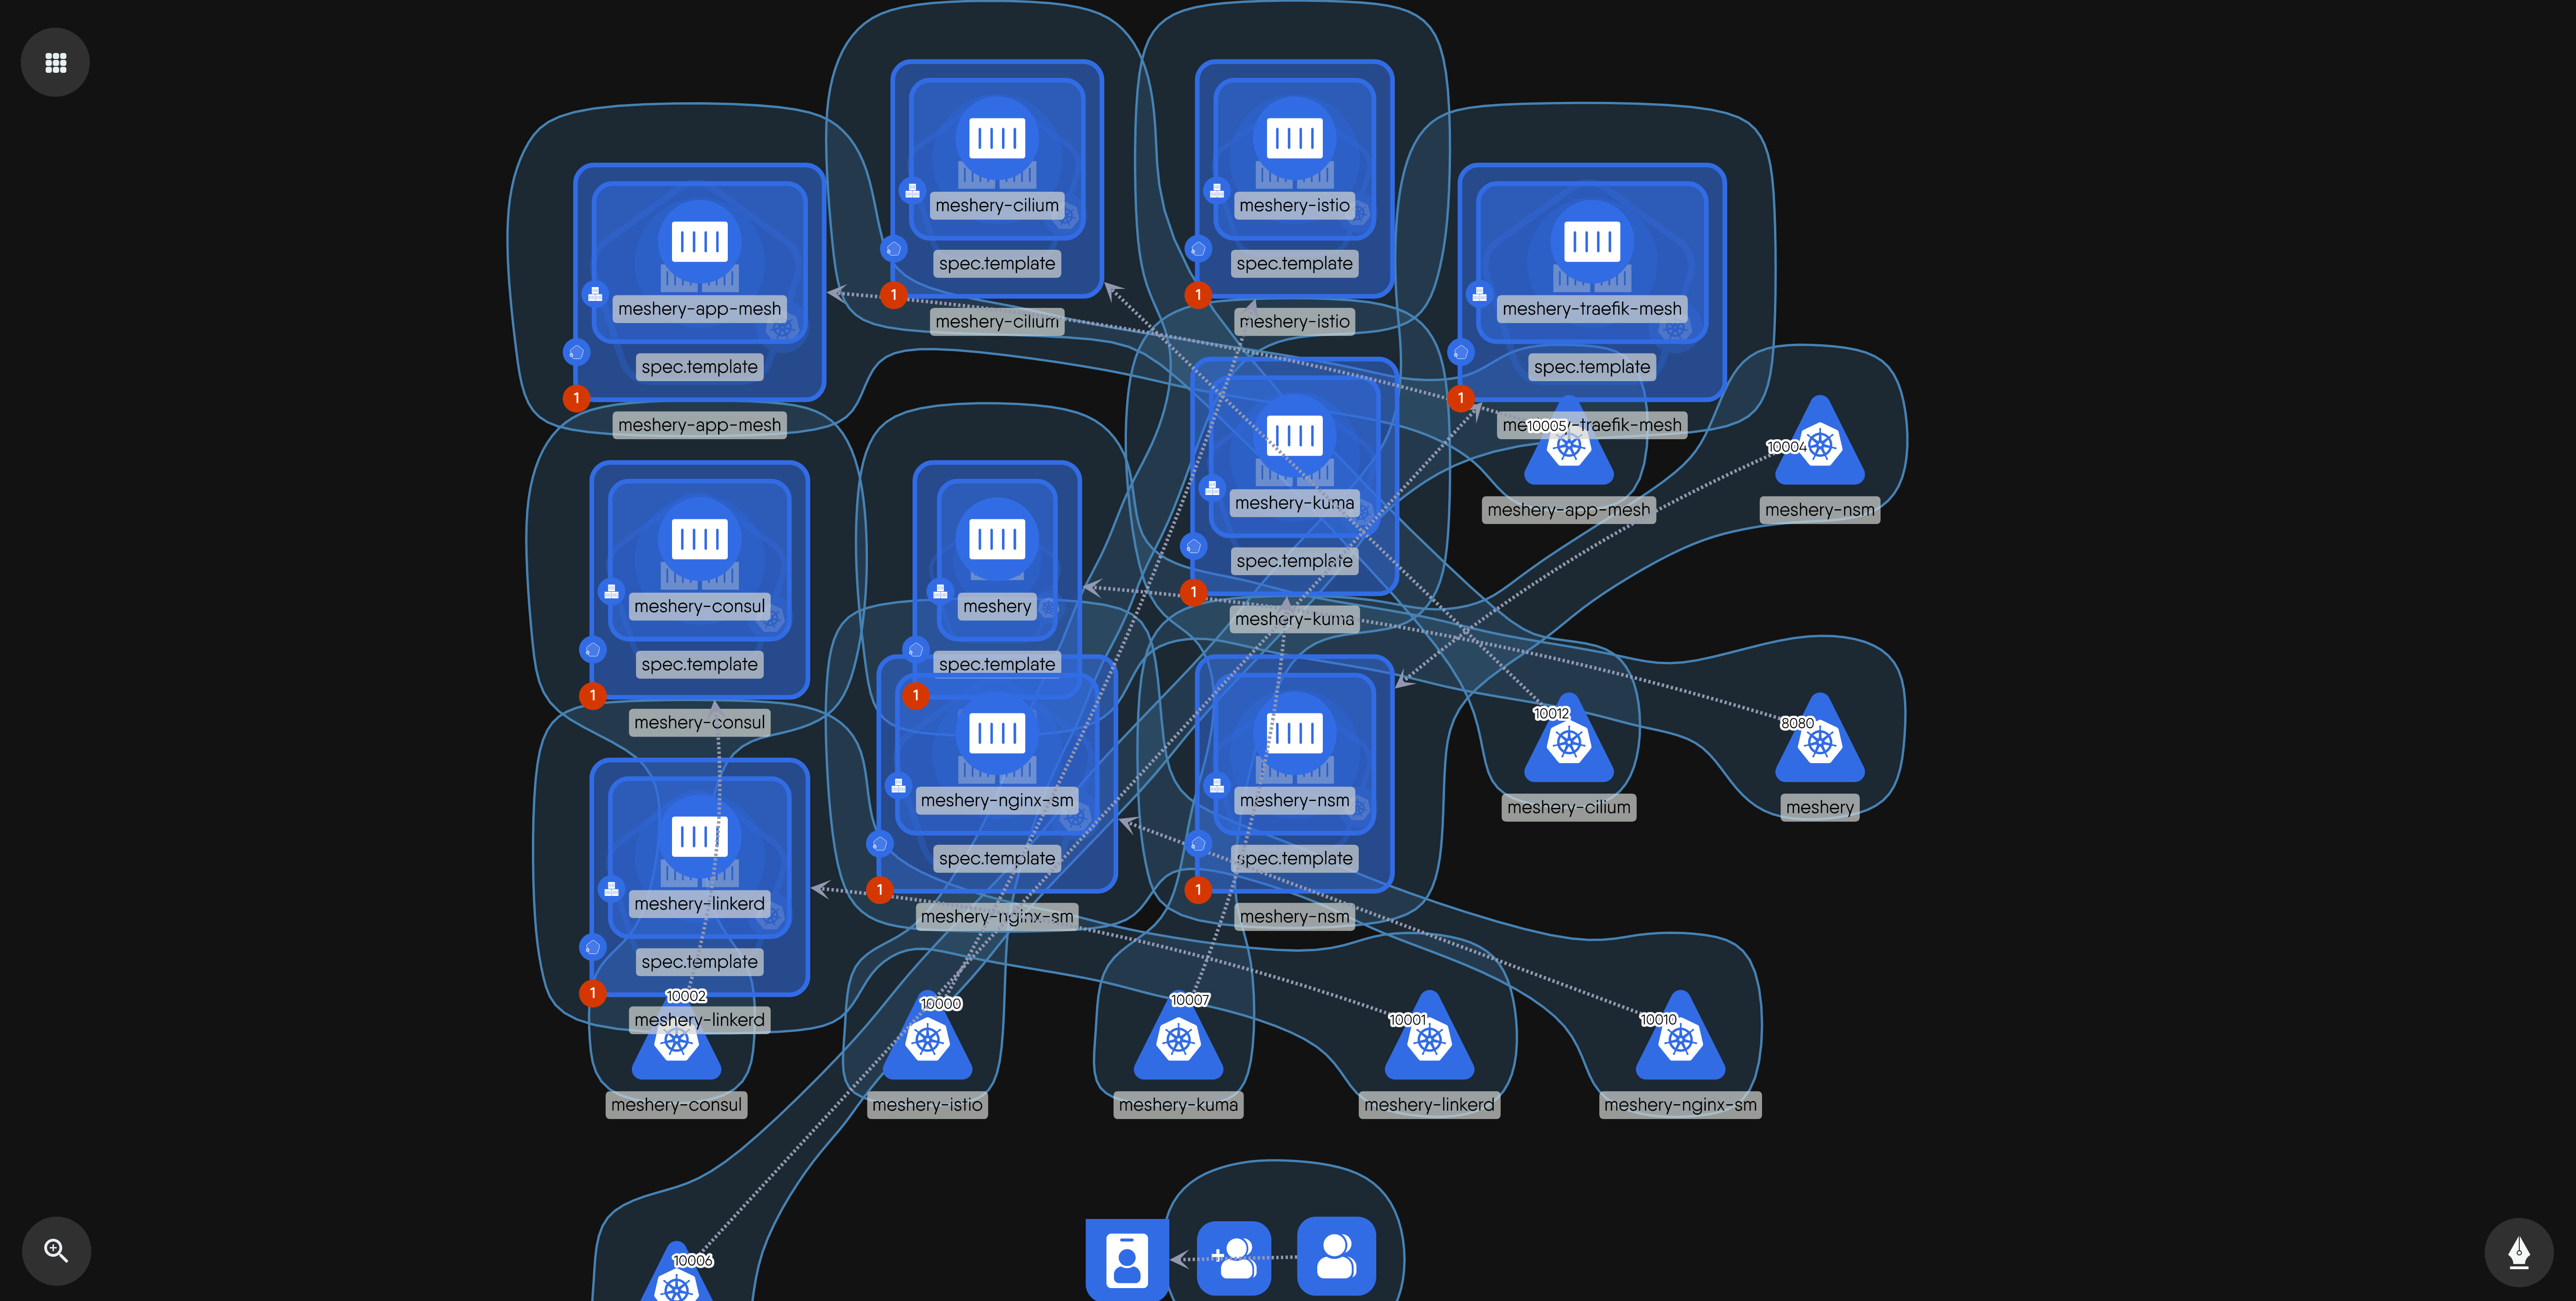 meshery-cilium
spec.template
1
meshery-cilium
meshery-istio
spec.template
1
meshery-istio
meshery-app-mesh
spec.template
1
meshery-app-mesh
meshery-traefik-mesh
spec.template
1
-traefik-mesh
10005
meshery-app-mesh
10004
meshery-nsm
meshery-kuma
spec.template
1
meshery-kuma
meshery-consul
spec.template
1
meshery-consul
meshery
spec.template
1
meshery-nginx-sm
spec.template
1
meshery-nginx-sm
meshery-nsm
spec.template
1
meshery-nsm
10012
meshery-cilium
8080
meshery
meshery-linkerd
spec.template
1
meshery-linkerd
10002
meshery-consul
10000
meshery-istio
10007
meshery-kuma
10001
meshery-linkerd
10010
meshery-nginx-sm
10006